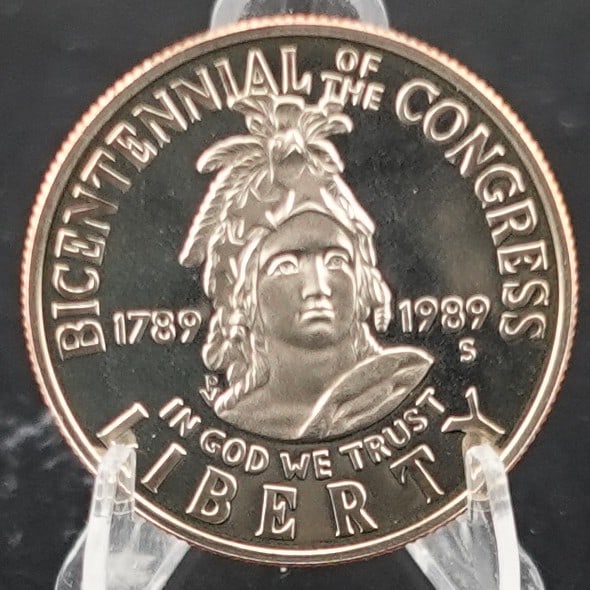 BICENTENNIAL OF THE CONGRESS
1789 1989
S
IN GOD WE TRUST
LIBERTY